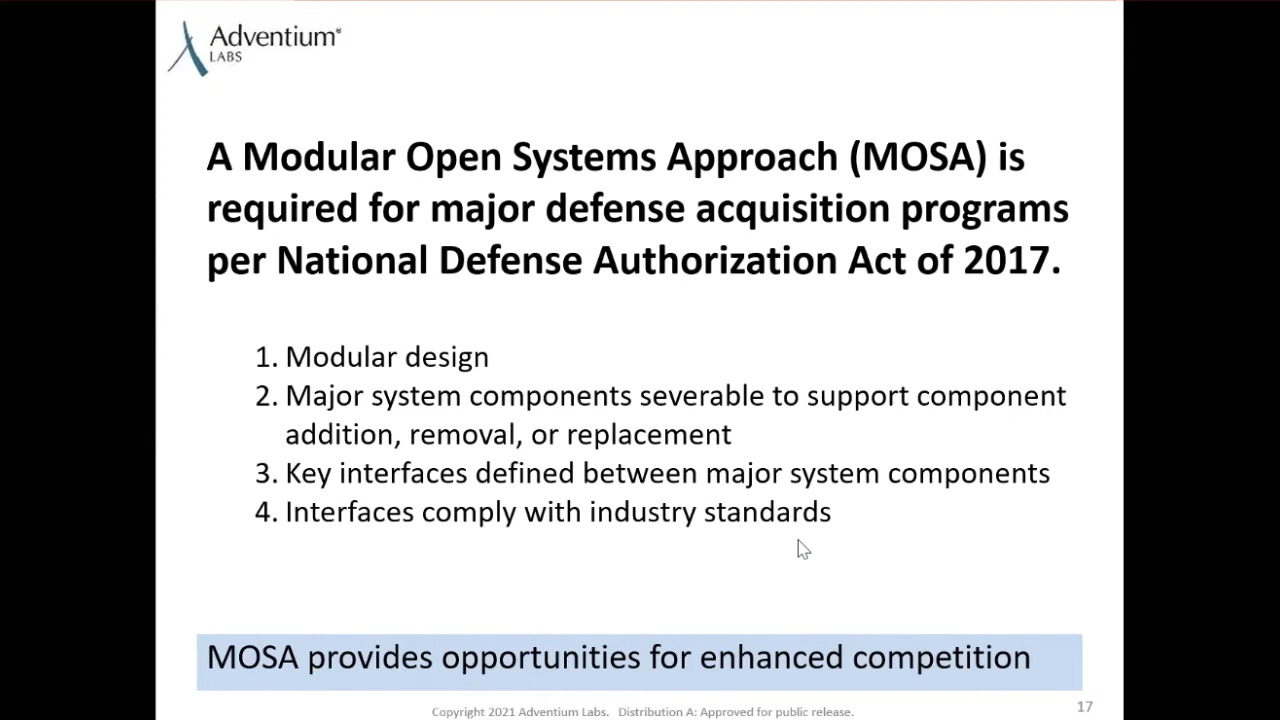 Adventium®
LABS
A Modular Open Systems Approach (MOSA) is
required for major defense acquisition programs
per National Defense Authorization Act of 2017.
1. Modular design
2. Major system components severable to support component
addition, removal, or replacement
3. Key interfaces defined between major system components
4. Interfaces comply with industry standards
MOSA provides opportunities for enhanced competition
Copyright 2021 Adventium Labs. Distribution A: Approved for public release.
17